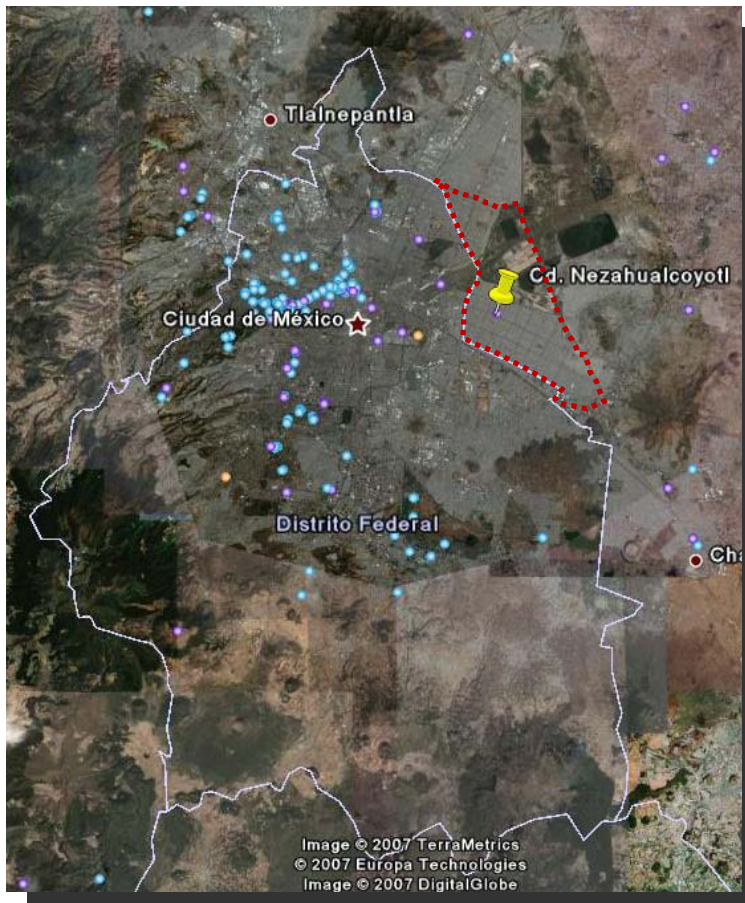 Tlalnepantla
Cd. Nezahualcoyotl
Ciudad de México
Distrito Federal
Cha
Image © 2007 TerraMetrics
© 2007 Europa Technologies
Image © 2007 DigitalGlobe